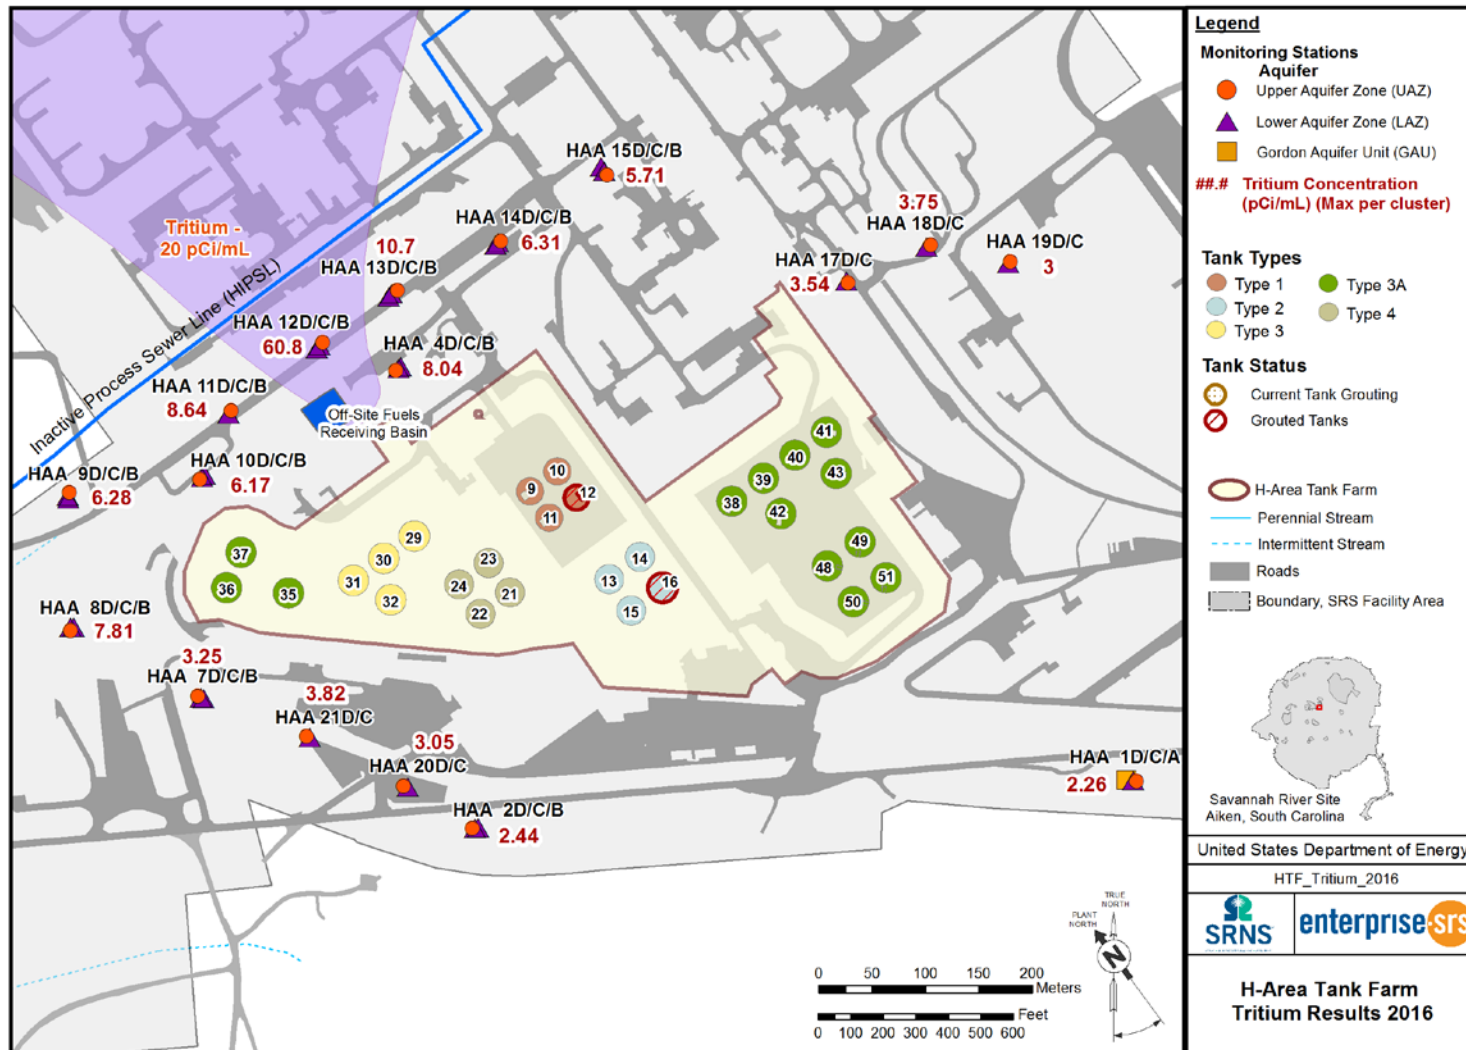 HAA 15D/C/B
5.71
HAA 14D/C/B
6.31
3.75
HAA 18D/C
HAA 19D/C
3
HAA 17D/C
3.54
Tritium -
20 pCi/mL
10.7
HAA 13D/C/B
Inactive Process Sewer Line (HIPSL)
HAA 12D/C/B
60.8
HAA 4D/C/B
8.04
HAA 11D/C/B
8.64
Off-Site Fuels
Receiving Basin
HAA 10D/C/B
6.17
HAA 9D/C/B
6.28
41
40
43
39
38
42
49
48
51
50
10
9
12
11
14
13
16
15
29
30
31
32
23
24
21
22
37
36
35
HAA 8D/C/B
7.81
3.25
HAA 7D/C/B
3.82
HAA 21D/C
3.05
HAA 20D/C
HAA 2D/C/B
2.44
HAA 1D/C/A
2.26
TRUE
NORTH
PLANT
NORTH
N
0 50 100 150 200
Meters
Feet
0 100 200 300 400 500 600
Legend
Monitoring Stations
Aquifer
Upper Aquifer Zone (UAZ)
Lower Aquifer Zone (LAZ)
Gordon Aquifer Unit (GAU)
##.# Tritium Concentration
(pCi/mL) (Max per cluster)
Tank Types
Type 1
Type 3A
Type 2
Type 4
Type 3
Tank Status
Current Tank Grouting
Grouted Tanks
H-Area Tank Farm
Perennial Stream
Intermittent Stream
Roads
Boundary, SRS Facility Area
Savannah River Site
Aiken, South Carolina
United States Department of Energy
HTF_Tritium_2016
SRNS
enterprise·srs
H-Area Tank Farm
Tritium Results 2016